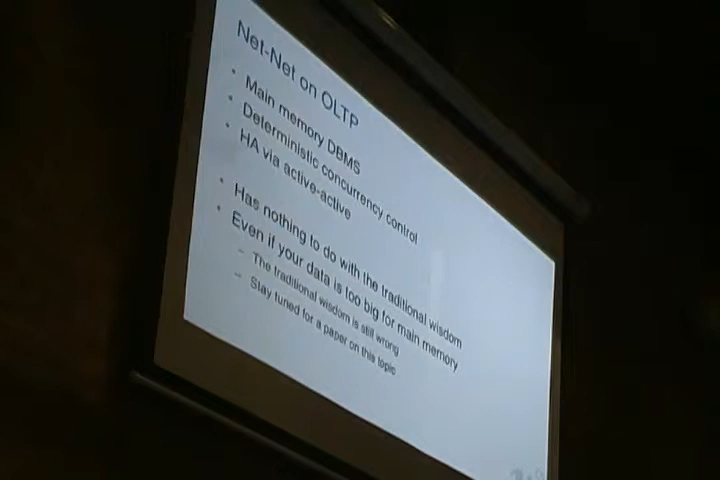 Net-Net on OLTP
• Main memory DBMS
• Deterministic concurrency control
• HA via active-active
• Has nothing to do with the traditional wisdom
• Even if your data is too big for main memory
– The traditional wisdom is still wrong
– Stay tuned for a paper on this topic